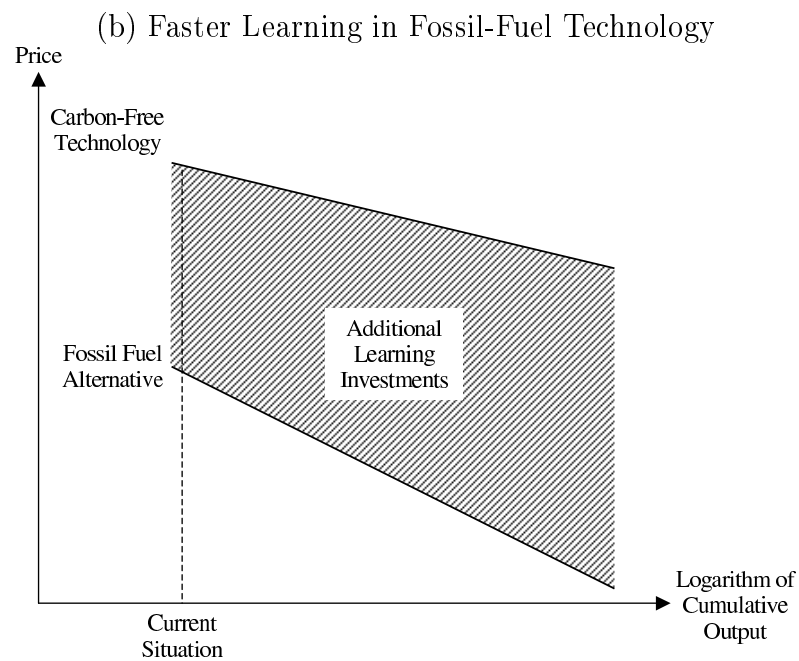 (b) Faster Learning in Fossil-Fuel Technology
Price
Carbon-Free
Technology
Additional
Learning
Investments
Fossil Fuel
Alternative
Logarithm of
Cumulative
Output
Current
Situation